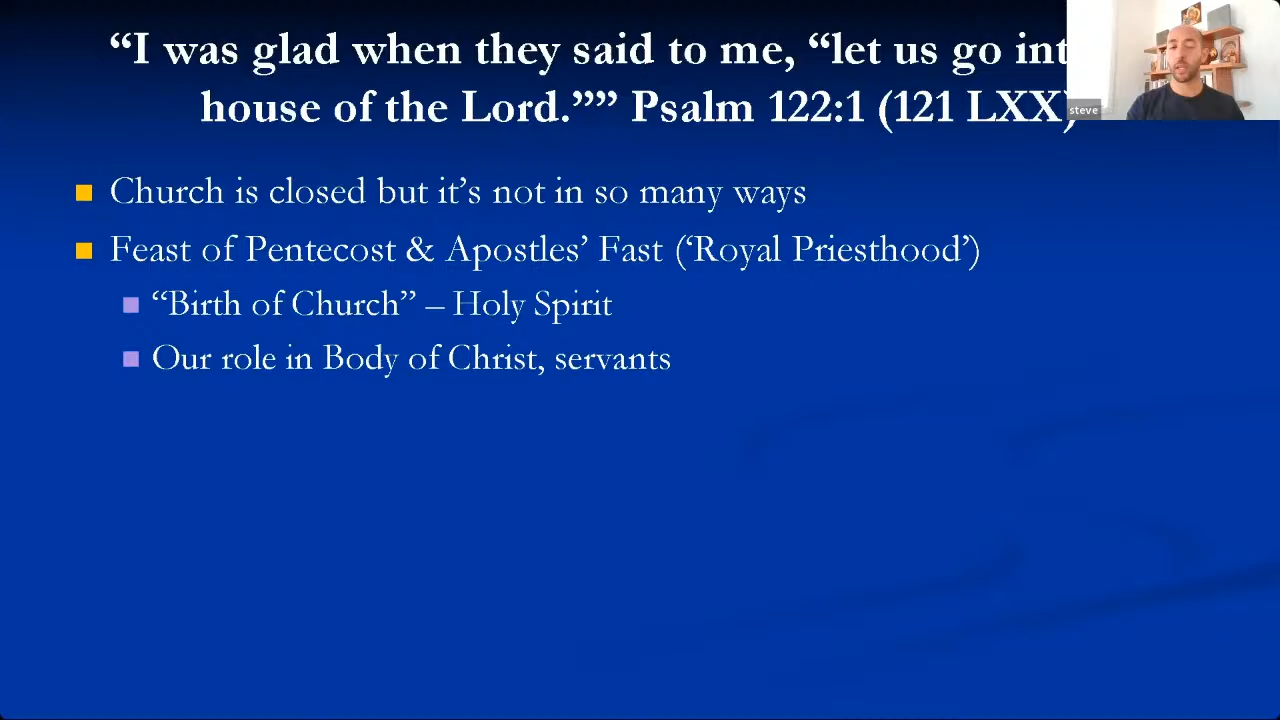 “I was glad when they said to me, “let us go int
house of the Lord.”” Psalm 122:1 (121 LXX)
steve
Church is closed but it’s not in so many ways
Feast of Pentecost & Apostles’ Fast (‘Royal Priesthood’)
“Birth of Church” – Holy Spirit
Our role in Body of Christ, servants